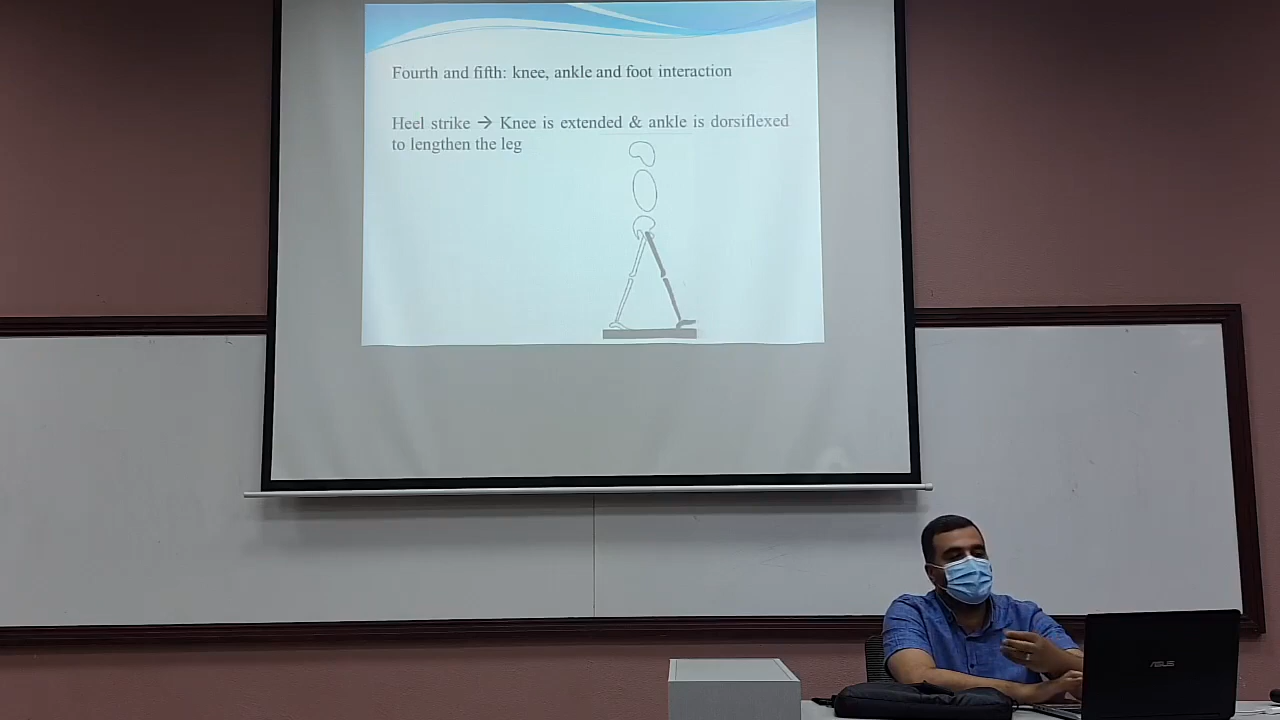 Fourth and fifth: knee, ankle and foot interaction
Heel strike → Knee is extended & ankle is dorsiflexed
to lengthen the leg
ASUS